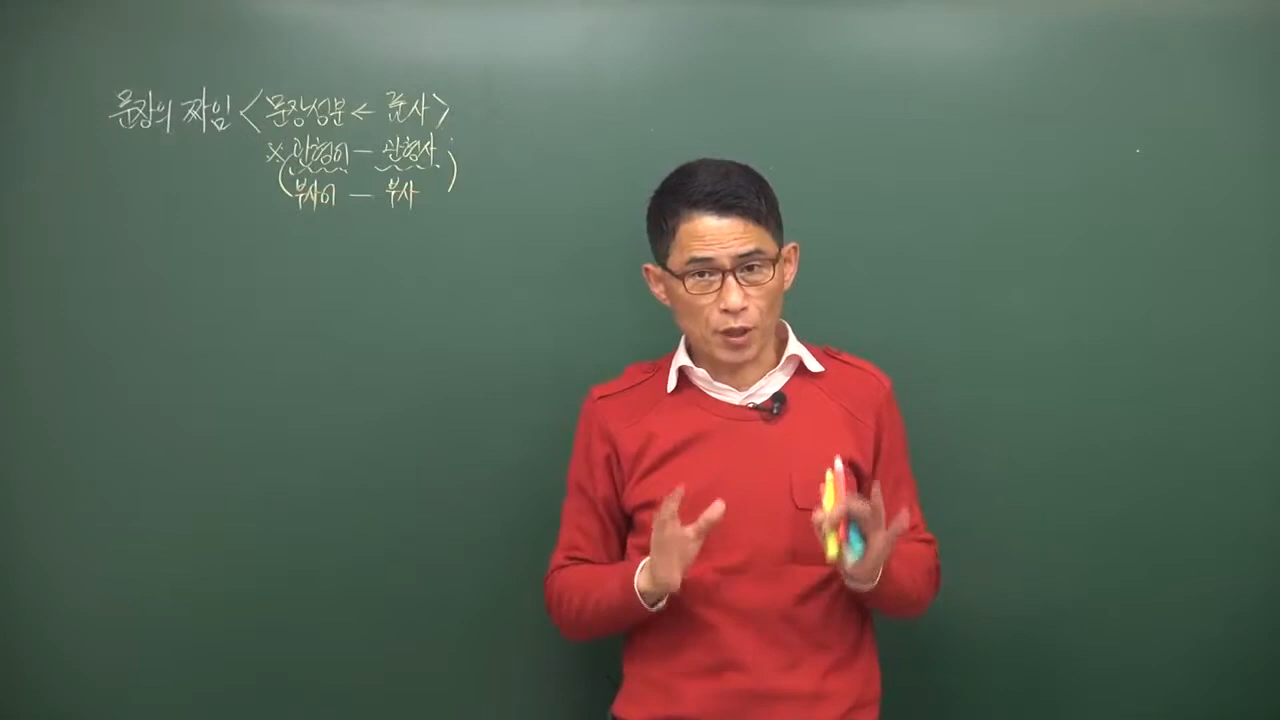 문장의 짜임 <문장성분 ← 품사>
※ 관형어 - 관형사
(부사어 - 부사)